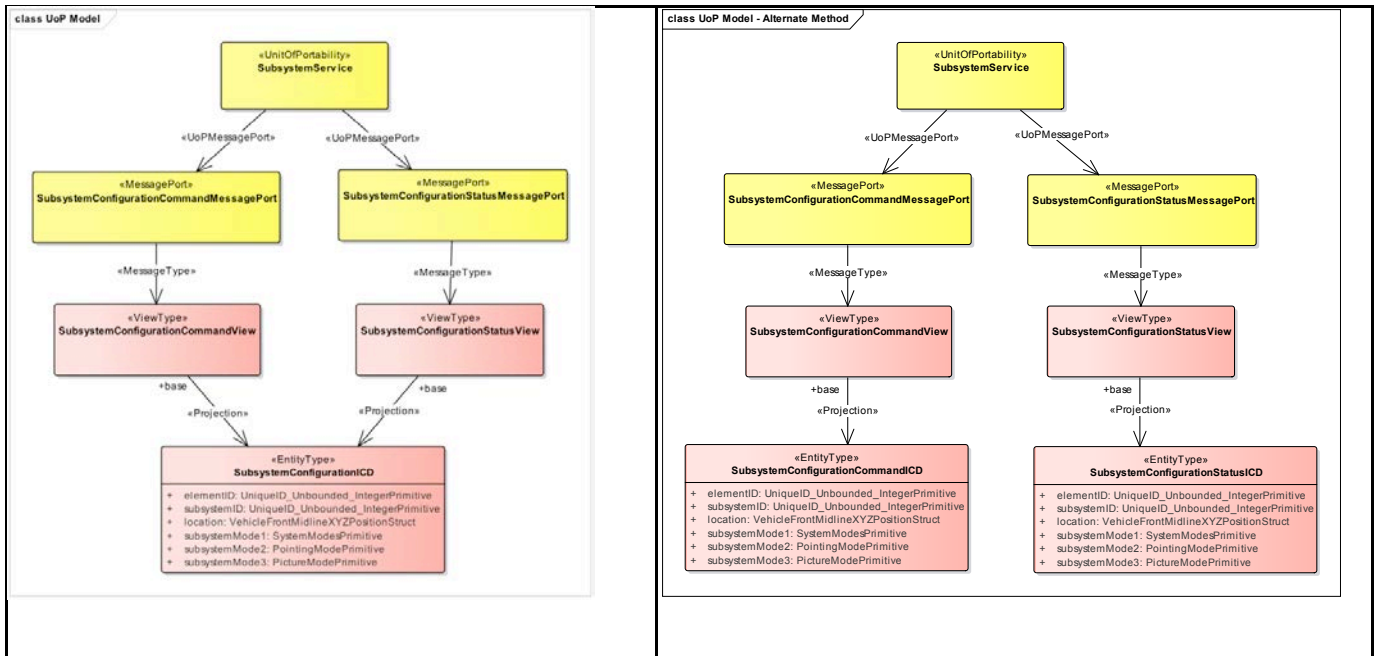 class UoP Model
«UnitOfPortability»
SubsystemService
«UoPMessagePort»
«UoPMessagePort»
«MessagePort»
SubsystemConfigurationCommandMessagePort
«MessagePort»
SubsystemConfigurationStatusMessagePort
«MessageType»
«MessageType»
«ViewType»
SubsystemConfigurationCommandView
«ViewType»
SubsystemConfigurationStatusView
+base
+base
«Projection»
«Projection»
«EntityType»
SubsystemConfigurationICD
+ elementID: UniqueID_Unbounded_IntegerPrimitive
+ subsystemID: UniqueID_Unbounded_IntegerPrimitive
+ location: VehicleFrontMidlineXYZPositionStruct
+ subsystemMode1: SystemModesPrimitive
+ subsystemMode2: PointingModePrimitive
+ subsystemMode3: PictureModePrimitive
class UoP Model - Alternate Method
«UnitOfPortability»
SubsystemService
«UoPMessagePort»
«UoPMessagePort»
«MessagePort»
SubsystemConfigurationCommandMessagePort
«MessagePort»
SubsystemConfigurationStatusMessagePort
«MessageType»
«MessageType»
«ViewType»
SubsystemConfigurationCommandView
«ViewType»
SubsystemConfigurationStatusView
+base
+base
«Projection»
«Projection»
«EntityType»
SubsystemConfigurationCommandICD
+ elementID: UniqueID_Unbounded_IntegerPrimitive
+ subsystemID: UniqueID_Unbounded_IntegerPrimitive
+ location: VehicleFrontMidlineXYZPositionStruct
+ subsystemMode1: SystemModesPrimitive
+ subsystemMode2: PointingModePrimitive
+ subsystemMode3: PictureModePrimitive
«EntityType»
SubsystemConfigurationStatusICD
+ elementID: UniqueID_Unbounded_IntegerPrimitive
+ subsystemID: UniqueID_Unbounded_IntegerPrimitive
+ location: VehicleFrontMidlineXYZPositionStruct
+ subsystemMode1: SystemModesPrimitive
+ subsystemMode2: PointingModePrimitive
+ subsystemMode3: PictureModePrimitive